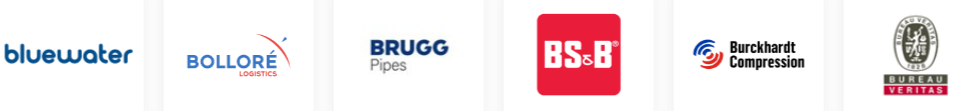 bluewater
BOLLORÉ
LOGISTICS
BRUGG
Pipes
BS&B®
Burckhardt
Compression
BUREAU VERITAS
1828
BUREAU
VERITAS